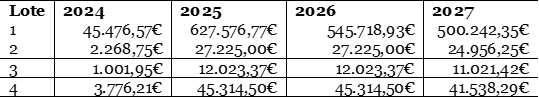 Lote 2024 2025 2026 2027
1 45.476,57€ 627.576,77€ 545.718,93€ 500.242,35€
2 2.268,75€ 27.225,00€ 27.225,00€ 24.956,25€
3 1.001,95€ 12.023,37€ 12.023,37€ 11.021,42€
4 3.776,21€ 45.314,50€ 45.314,50€ 41.538,29€